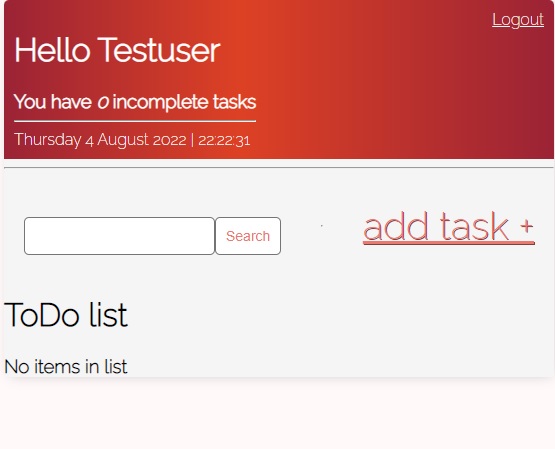 Logout
Hello Testuser
You have 0 incomplete tasks
Thursday 4 August 2022 | 22:22:31
Search
add task +
ToDo list
No items in list